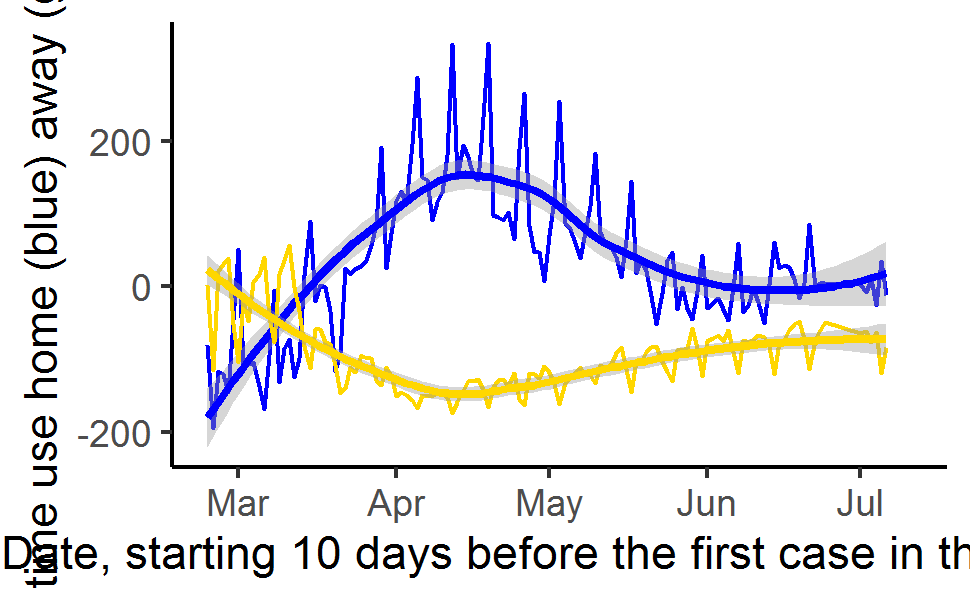 time use home (blue) away (
200
0
-200
Mar Apr May Jun Jul
Date, starting 10 days before the first case in th